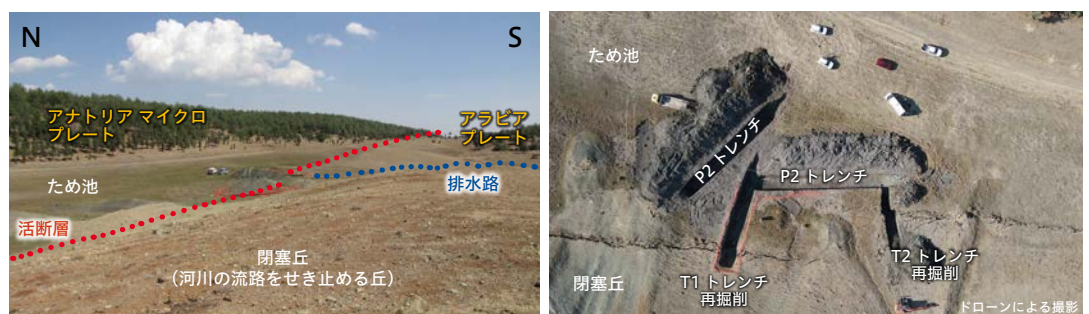 N
S
アナトリア マイクロ
プレート
アラビア
プレート
ため池
排水路
活断層
閉塞丘
（河川の流路をせき止める丘）
ため池
P2 トレンチ
P2 トレンチ
T1 トレンチ
再掘削
T2 トレンチ
再掘削
閉塞丘
ドローンによる撮影